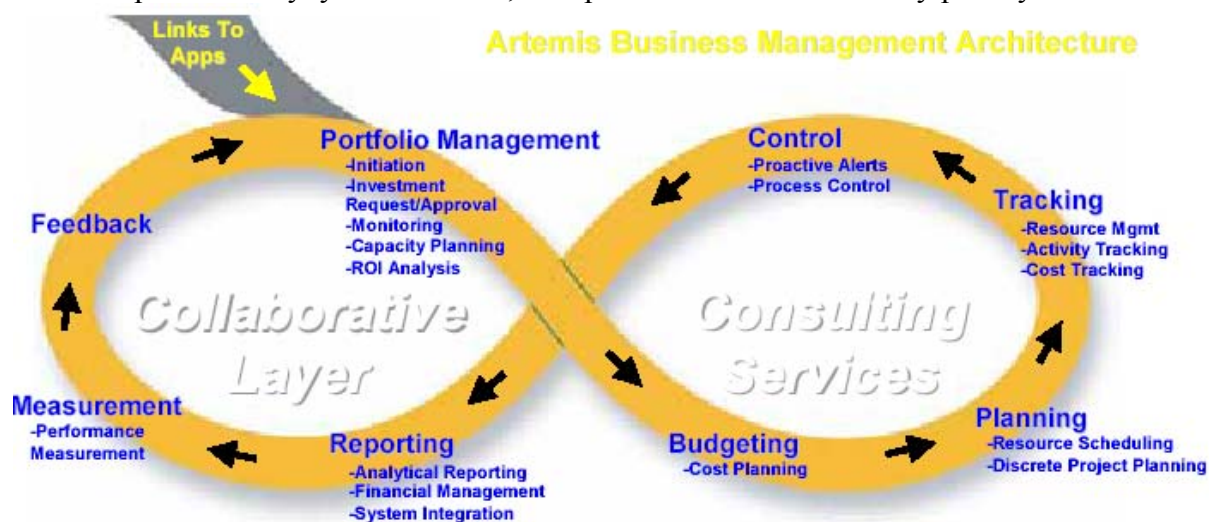 Links To
Apps
Artemis Business Management Architecture
Portfolio Management
-Initiation
-Investment
Request/Approval
-Monitoring
-Capacity Planning
-ROI Analysis
Control
-Proactive Alerts
-Process Control
Tracking
-Resource Mgmt
-Activity Tracking
-Cost Tracking
Feedback
Collaborative
Layer
Consulting
Services
Measurement
-Performance
Measurement
Reporting
-Analytical Reporting
-Financial Management
-System Integration
Budgeting
-Cost Planning
Planning
-Resource Scheduling
-Discrete Project Planning